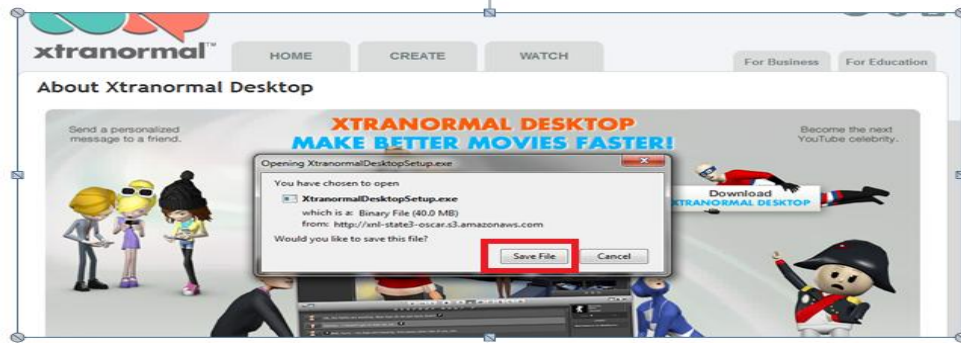 xtranormal™
HOME CREATE WATCH For Business For Education
About Xtranormal Desktop
Send a personalized
message to a friend.
XTRANORMAL DESKTOP
MAKE BETTER MOVIES FASTER!
Become the next
YouTube celebrity.
Opening XtranormalDesktopSetup.exe
You have chosen to open
XtranormalDesktopSetup.exe
which is a: Binary File (40.0 MB)
from: http://xnl-state3-oscar.s3.amazonaws.com
Would you like to save this file?
Save File Cancel
Download
XTRANORMAL DESKTOP